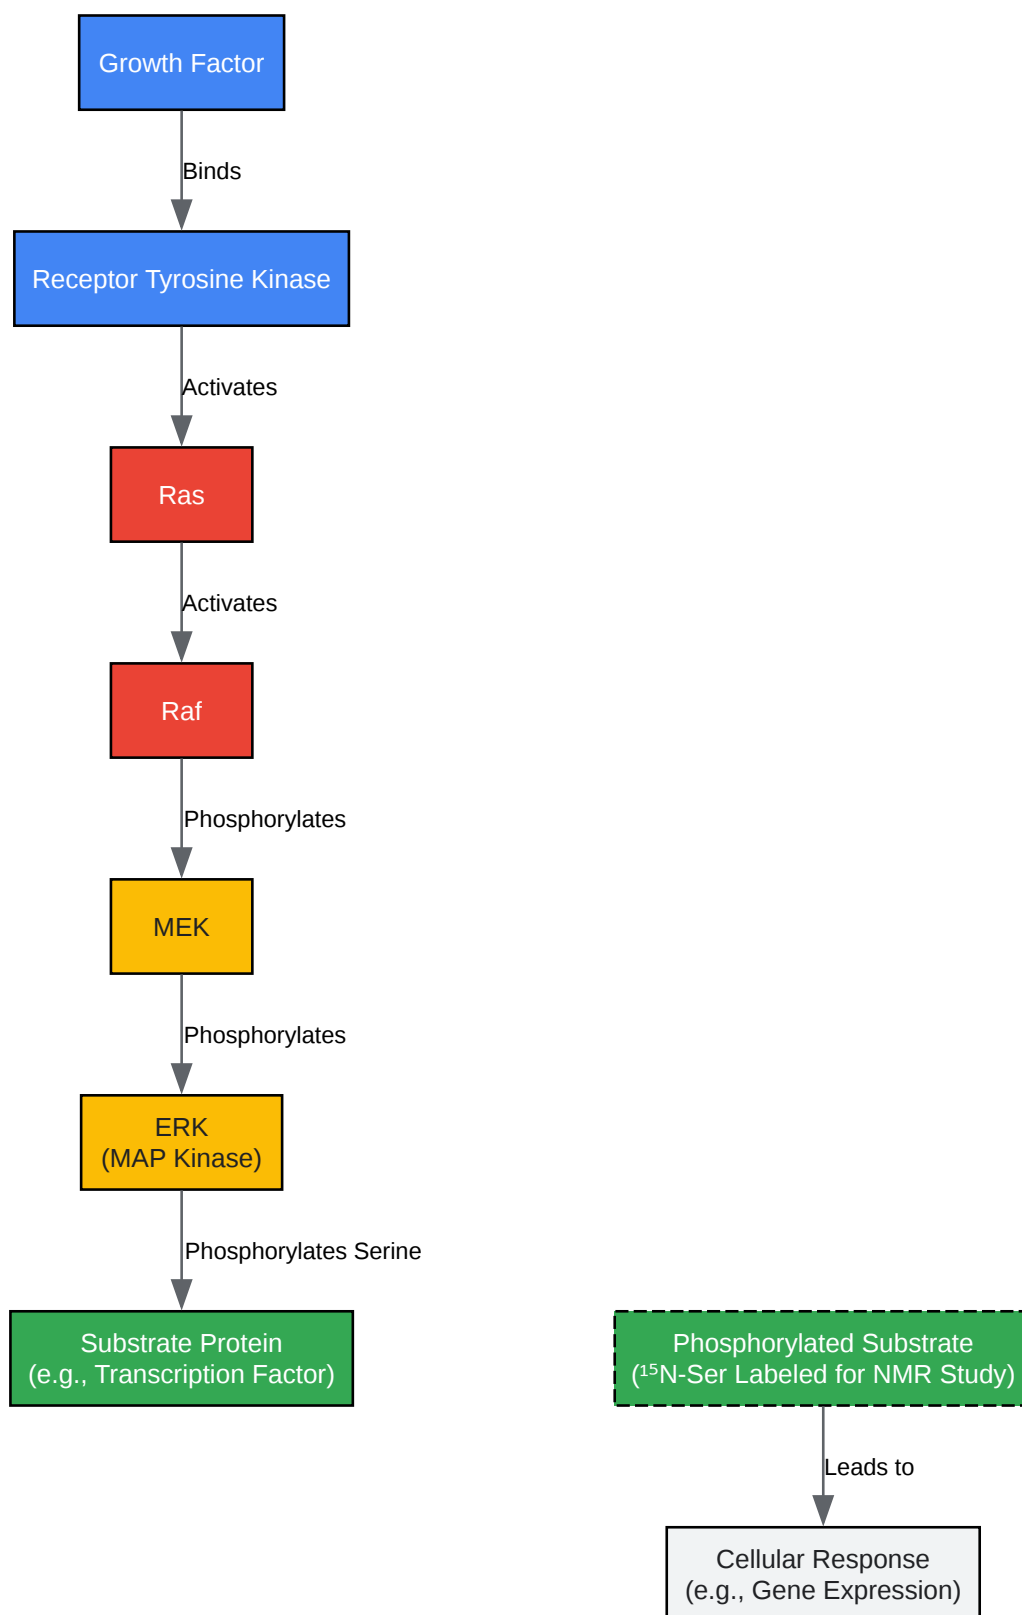 Growth Factor
Binds
Receptor Tyrosine Kinase
Activates
Ras
Activates
Raf
Phosphorylates
MEK
Phosphorylates
ERK
(MAP Kinase)
Phosphorylates Serine
Substrate Protein
(e.g., Transcription Factor)
Phosphorylated Substrate
(¹⁵N-Ser Labeled for NMR Study)
Leads to
Cellular Response
(e.g., Gene Expression)